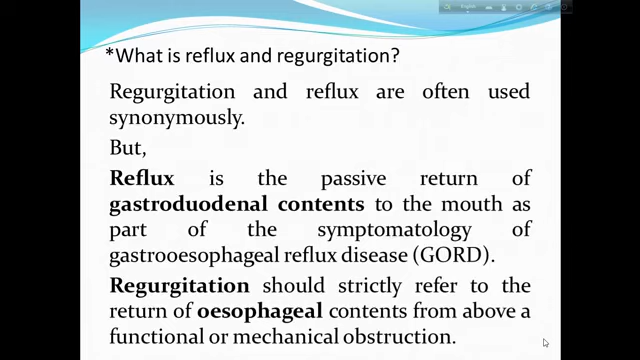 *What is reflux and regurgitation?
Regurgitation and reflux are often used
synonymously.
But,
Reflux is the passive return of
gastroduodenal contents to the mouth as
part of the symptomatology of
gastrooesophageal reflux disease (GORD).
Regurgitation should strictly refer to the
return of oesophageal contents from above a
functional or mechanical obstruction.